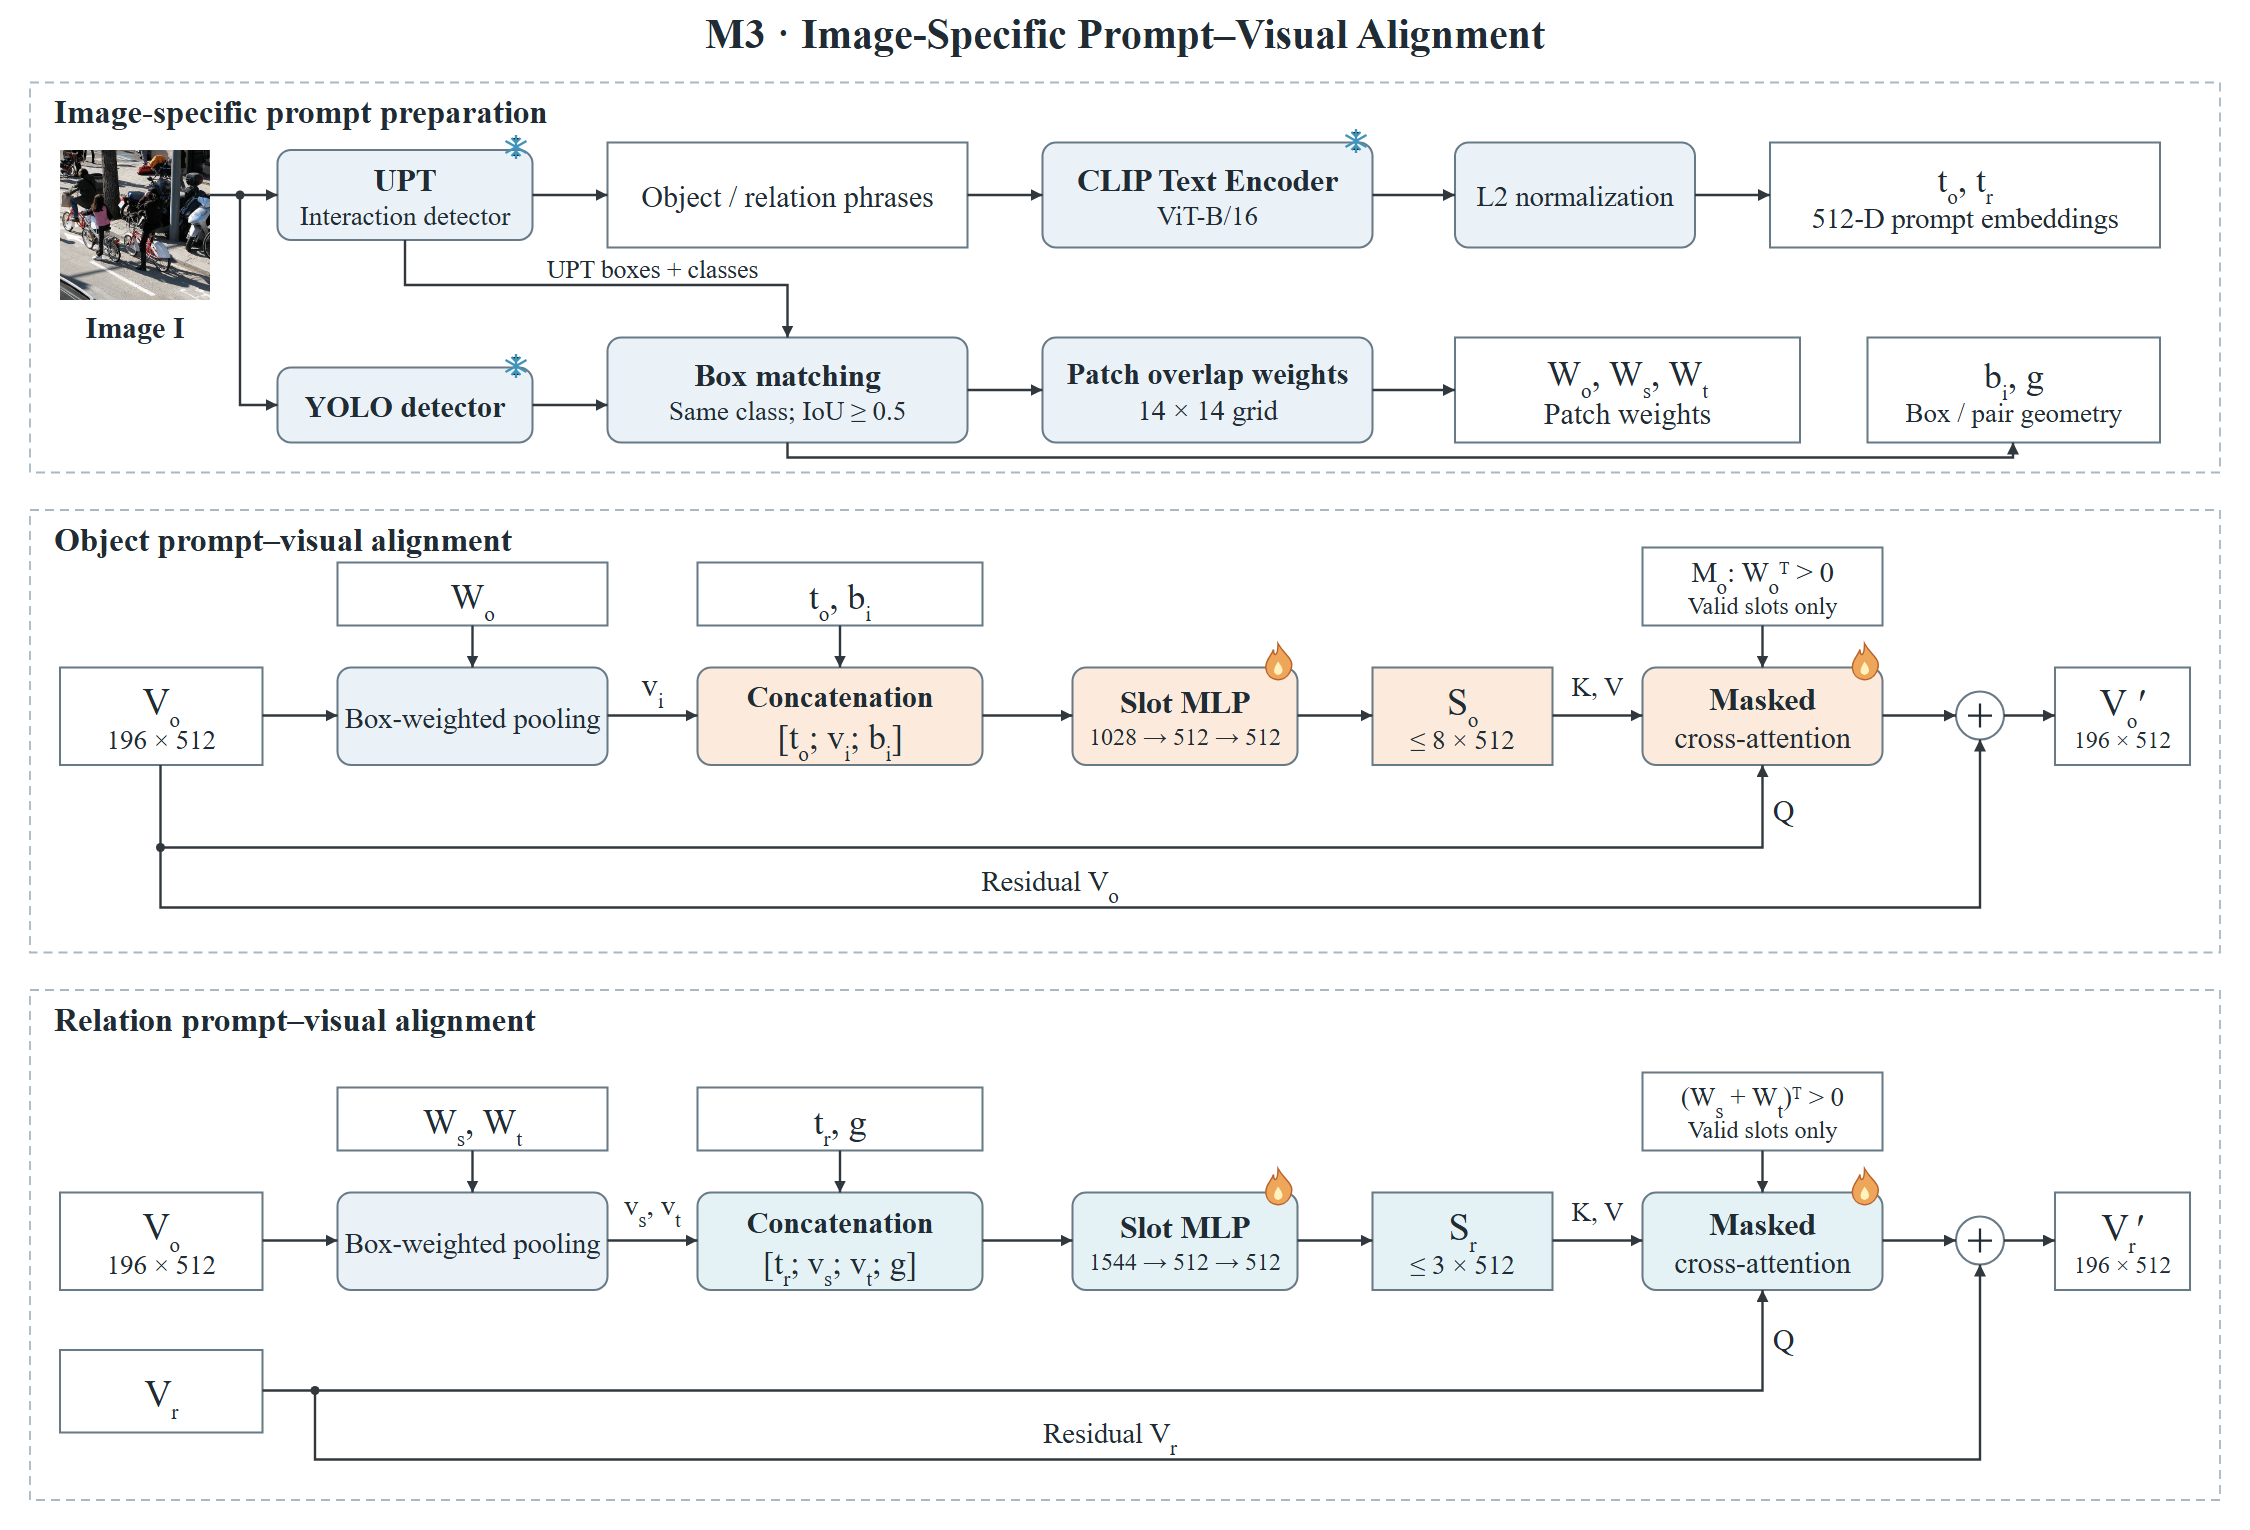 M3 · Image-Specific Prompt–Visual Alignment
Image-specific prompt preparation
UPT
Interaction detector
Object / relation phrases
CLIP Text Encoder
ViT-B/16
L2 normalization
tₒ, tᵣ
512-D prompt embeddings
UPT boxes + classes
Image I
YOLO detector
Box matching
Same class; IoU ≥ 0.5
Patch overlap weights
14 × 14 grid
Wₒ, Wₛ, Wₜ
Patch weights
bᵢ, g
Box / pair geometry
Object prompt–visual alignment
Wₒ
tₒ, bᵢ
Mₒ: Wₒᵀ > 0
Valid slots only
Vₒ
196 × 512
Box-weighted pooling
vᵢ
Concatenation
[tₒ; vᵢ; bᵢ]
Slot MLP
1028 → 512 → 512
Sₒ
≤ 8 × 512
K, V
Masked
cross-attention
Vₒ′
196 × 512
Q
Residual Vₒ
Relation prompt–visual alignment
Wₛ, Wₜ
tᵣ, g
(Wₛ + Wₜ)ᵀ > 0
Valid slots only
Vₒ
196 × 512
Box-weighted pooling
vₛ, vₜ
Concatenation
[tᵣ; vₛ; vₜ; g]
Slot MLP
1544 → 512 → 512
Sᵣ
≤ 3 × 512
K, V
Masked
cross-attention
Vᵣ′
196 × 512
Q
Vᵣ
Residual Vᵣ